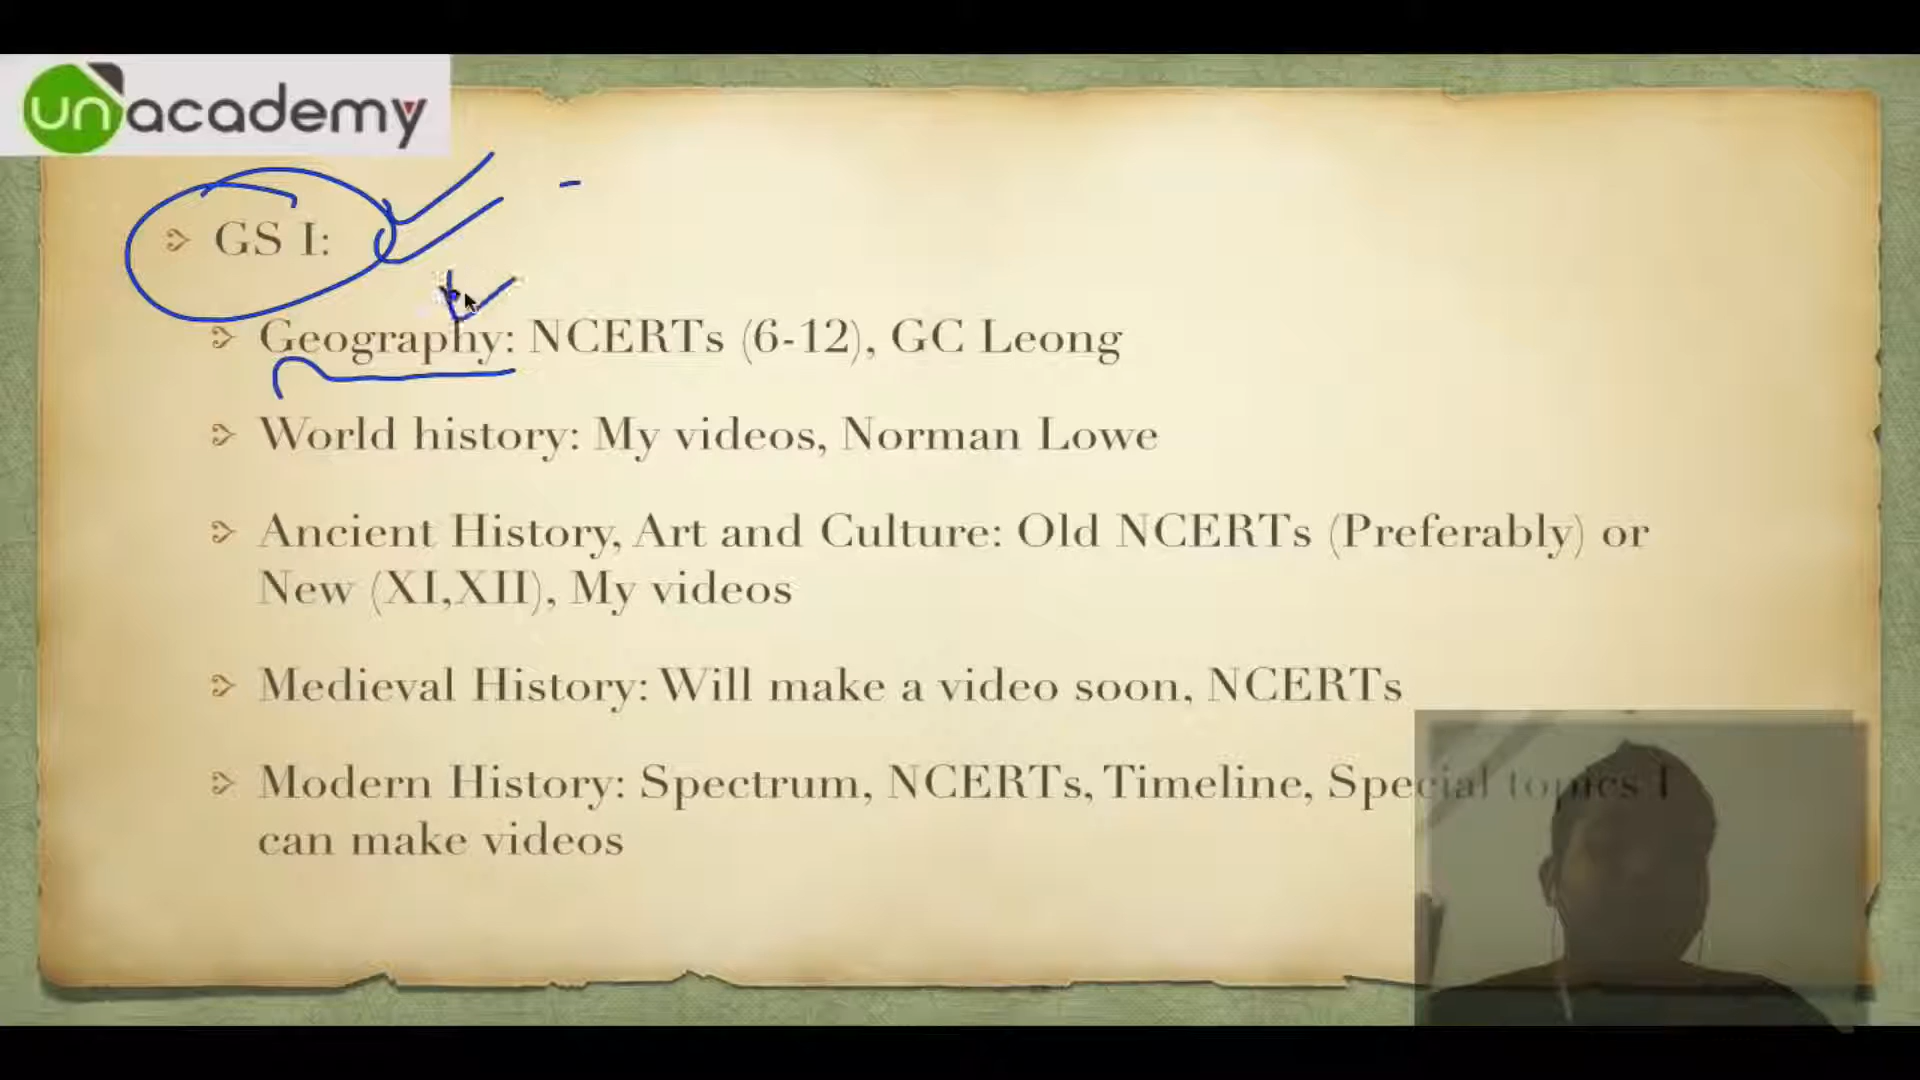 unacademy
GS I:
Geography: NCERTs (6-12), GC Leong
World history: My videos, Norman Lowe
Ancient History, Art and Culture: Old NCERTs (Preferably) or
New (XI,XII), My videos
Medieval History: Will make a video soon, NCERTs
Modern History: Spectrum, NCERTs, Timeline, Special topics I
can make videos